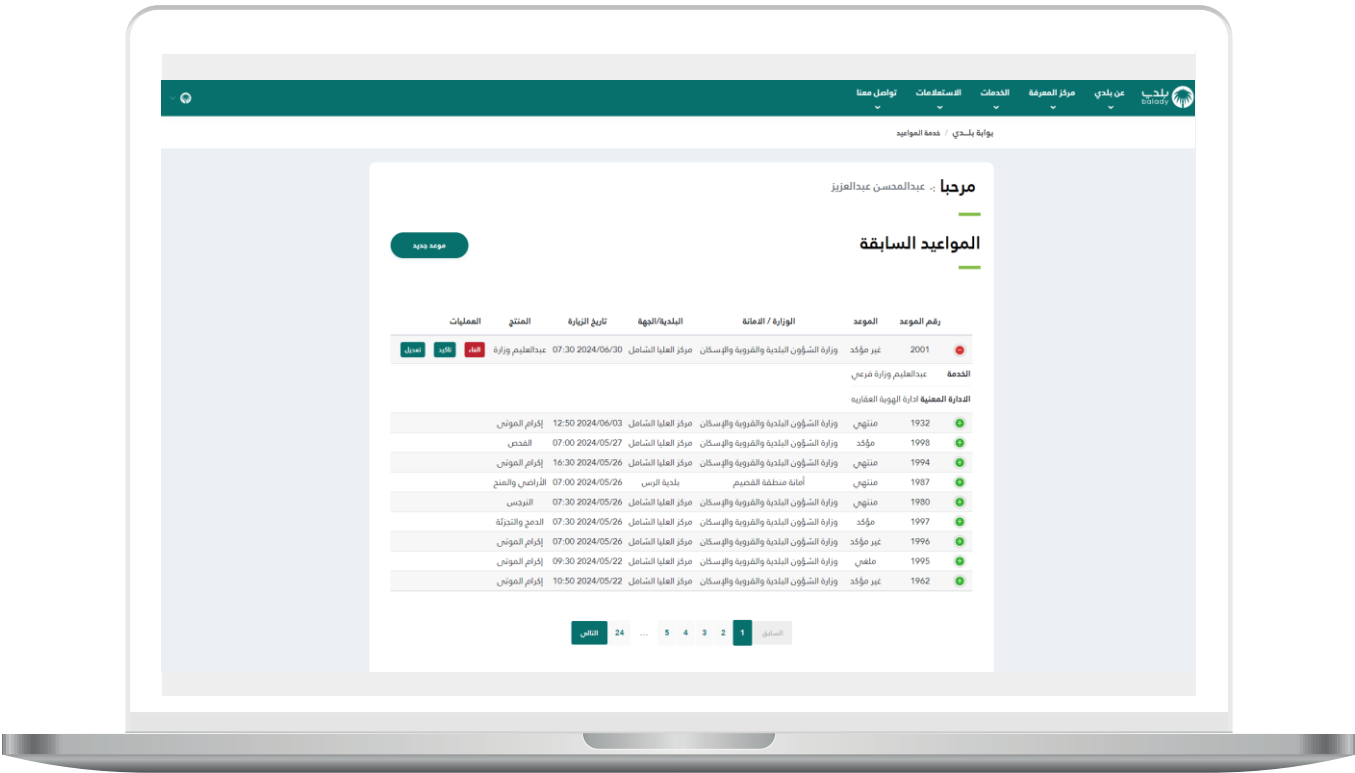 بلدي balady عن بلدي مركز المعرفة الخدمات الاستعلامات تواصل معنا
بوابة بلــدي / خدمة المواعيد
مرحبا :. عبدالمحسن عبدالعزيز
المواعيد السابقة
موعد جديد
رقم الموعد الموعد الوزارة / الامانة البلدية/الجهة تاريخ الزيارة المنتج العمليات
2001 غير مؤكد وزارة الشؤون البلدية والقروية والإسكان مركز العليا الشامل 2024/06/30 07:30 عبدالعليم وزارة الغاء تاكيد تعديل
الخدمة عبدالعليم وزارة فرعي
الادارة المعنية ادارة الهوية العقاريه
1932 منتهي وزارة الشؤون البلدية والقروية والإسكان مركز العليا الشامل 2024/06/03 12:50 إكرام الموتى
1998 مؤكد وزارة الشؤون البلدية والقروية والإسكان مركز العليا الشامل 2024/05/27 07:00 الفحص
1994 منتهي وزارة الشؤون البلدية والقروية والإسكان مركز العليا الشامل 2024/05/26 16:30 إكرام الموتى
1987 منتهي أمانة منطقة القصيم بلدية الرس 2024/05/26 07:00 الأراضي والمنح
1980 منتهي وزارة الشؤون البلدية والقروية والإسكان مركز العليا الشامل 2024/05/26 07:30 النرجس
1997 مؤكد وزارة الشؤون البلدية والقروية والإسكان مركز العليا الشامل 2024/05/26 07:30 الدمج والتجزئة
1996 غير مؤكد وزارة الشؤون البلدية والقروية والإسكان مركز العليا الشامل 2024/05/26 07:00 إكرام الموتى
1995 ملغي وزارة الشؤون البلدية والقروية والإسكان مركز العليا الشامل 2024/05/22 09:30 إكرام الموتى
1962 غير مؤكد وزارة الشؤون البلدية والقروية والإسكان مركز العليا الشامل 2024/05/22 10:50 إكرام الموتى
السابق 1 2 3 4 5 ... 24 التالي